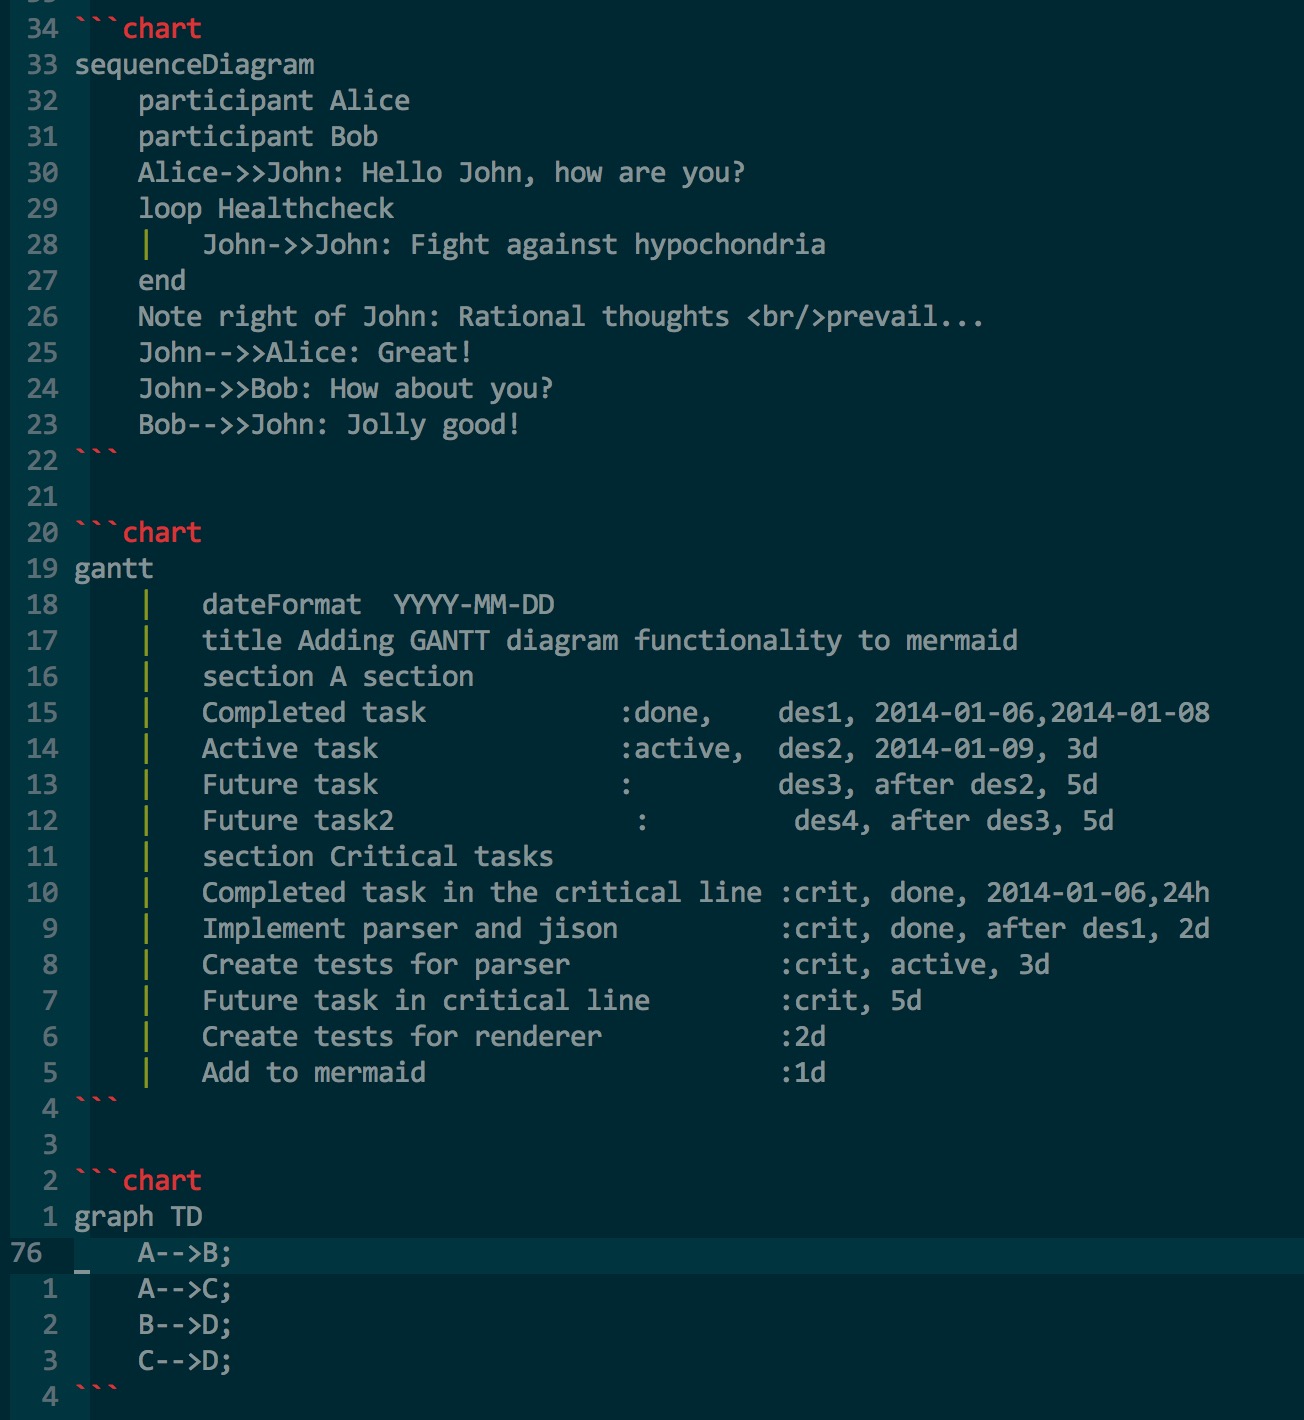 34 ```chart
33 sequenceDiagram
32     participant Alice
31     participant Bob
30     Alice->>John: Hello John, how are you?
29     loop Healthcheck
28     |   John->>John: Fight against hypochondria
27     end
26     Note right of John: Rational thoughts <br/>prevail...
25     John-->>Alice: Great!
24     John->>Bob: How about you?
23     Bob-->>John: Jolly good!
22 ```
21
20 ```chart
19 gantt
18     |   dateFormat  YYYY-MM-DD
17     |   title Adding GANTT diagram functionality to mermaid
16     |   section A section
15     |   Completed task            :done,    des1, 2014-01-06,2014-01-08
14     |   Active task               :active,  des2, 2014-01-09, 3d
13     |   Future task               :         des3, after des2, 5d
12     |   Future task2               :         des4, after des3, 5d
11     |   section Critical tasks
10     |   Completed task in the critical line :crit, done, 2014-01-06,24h
9     |   Implement parser and jison          :crit, done, after des1, 2d
8     |   Create tests for parser             :crit, active, 3d
7     |   Future task in critical line        :crit, 5d
6     |   Create tests for renderer           :2d
5     |   Add to mermaid                      :1d
4 ```
3
2 ```chart
1 graph TD
76     A-->B;
1     A-->C;
2     B-->D;
3     C-->D;
4 ```